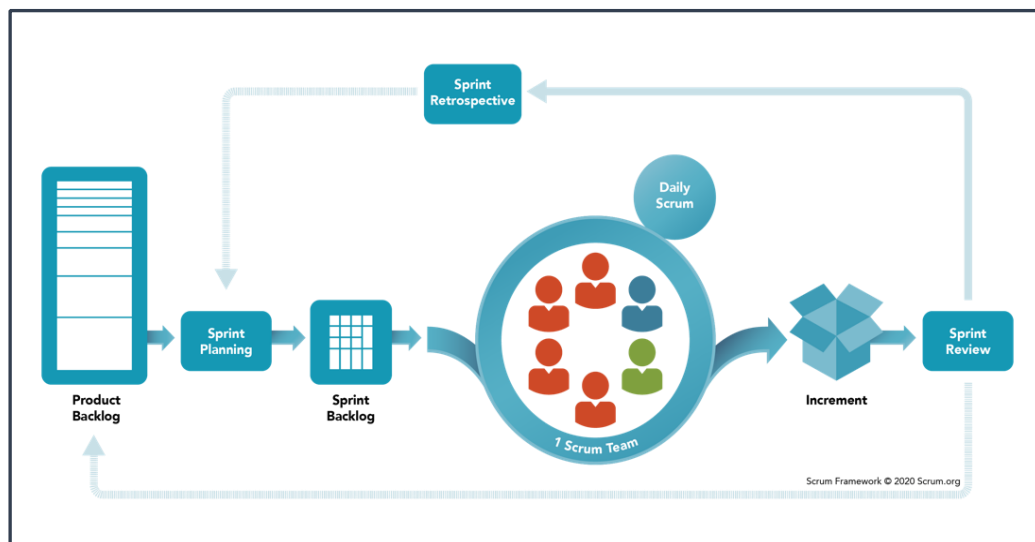 Sprint
Retrospective
Daily
Scrum
Sprint
Planning
Sprint
Review
Product
Backlog
Sprint
Backlog
Increment
1 Scrum Team
Scrum Framework © 2020 Scrum.org